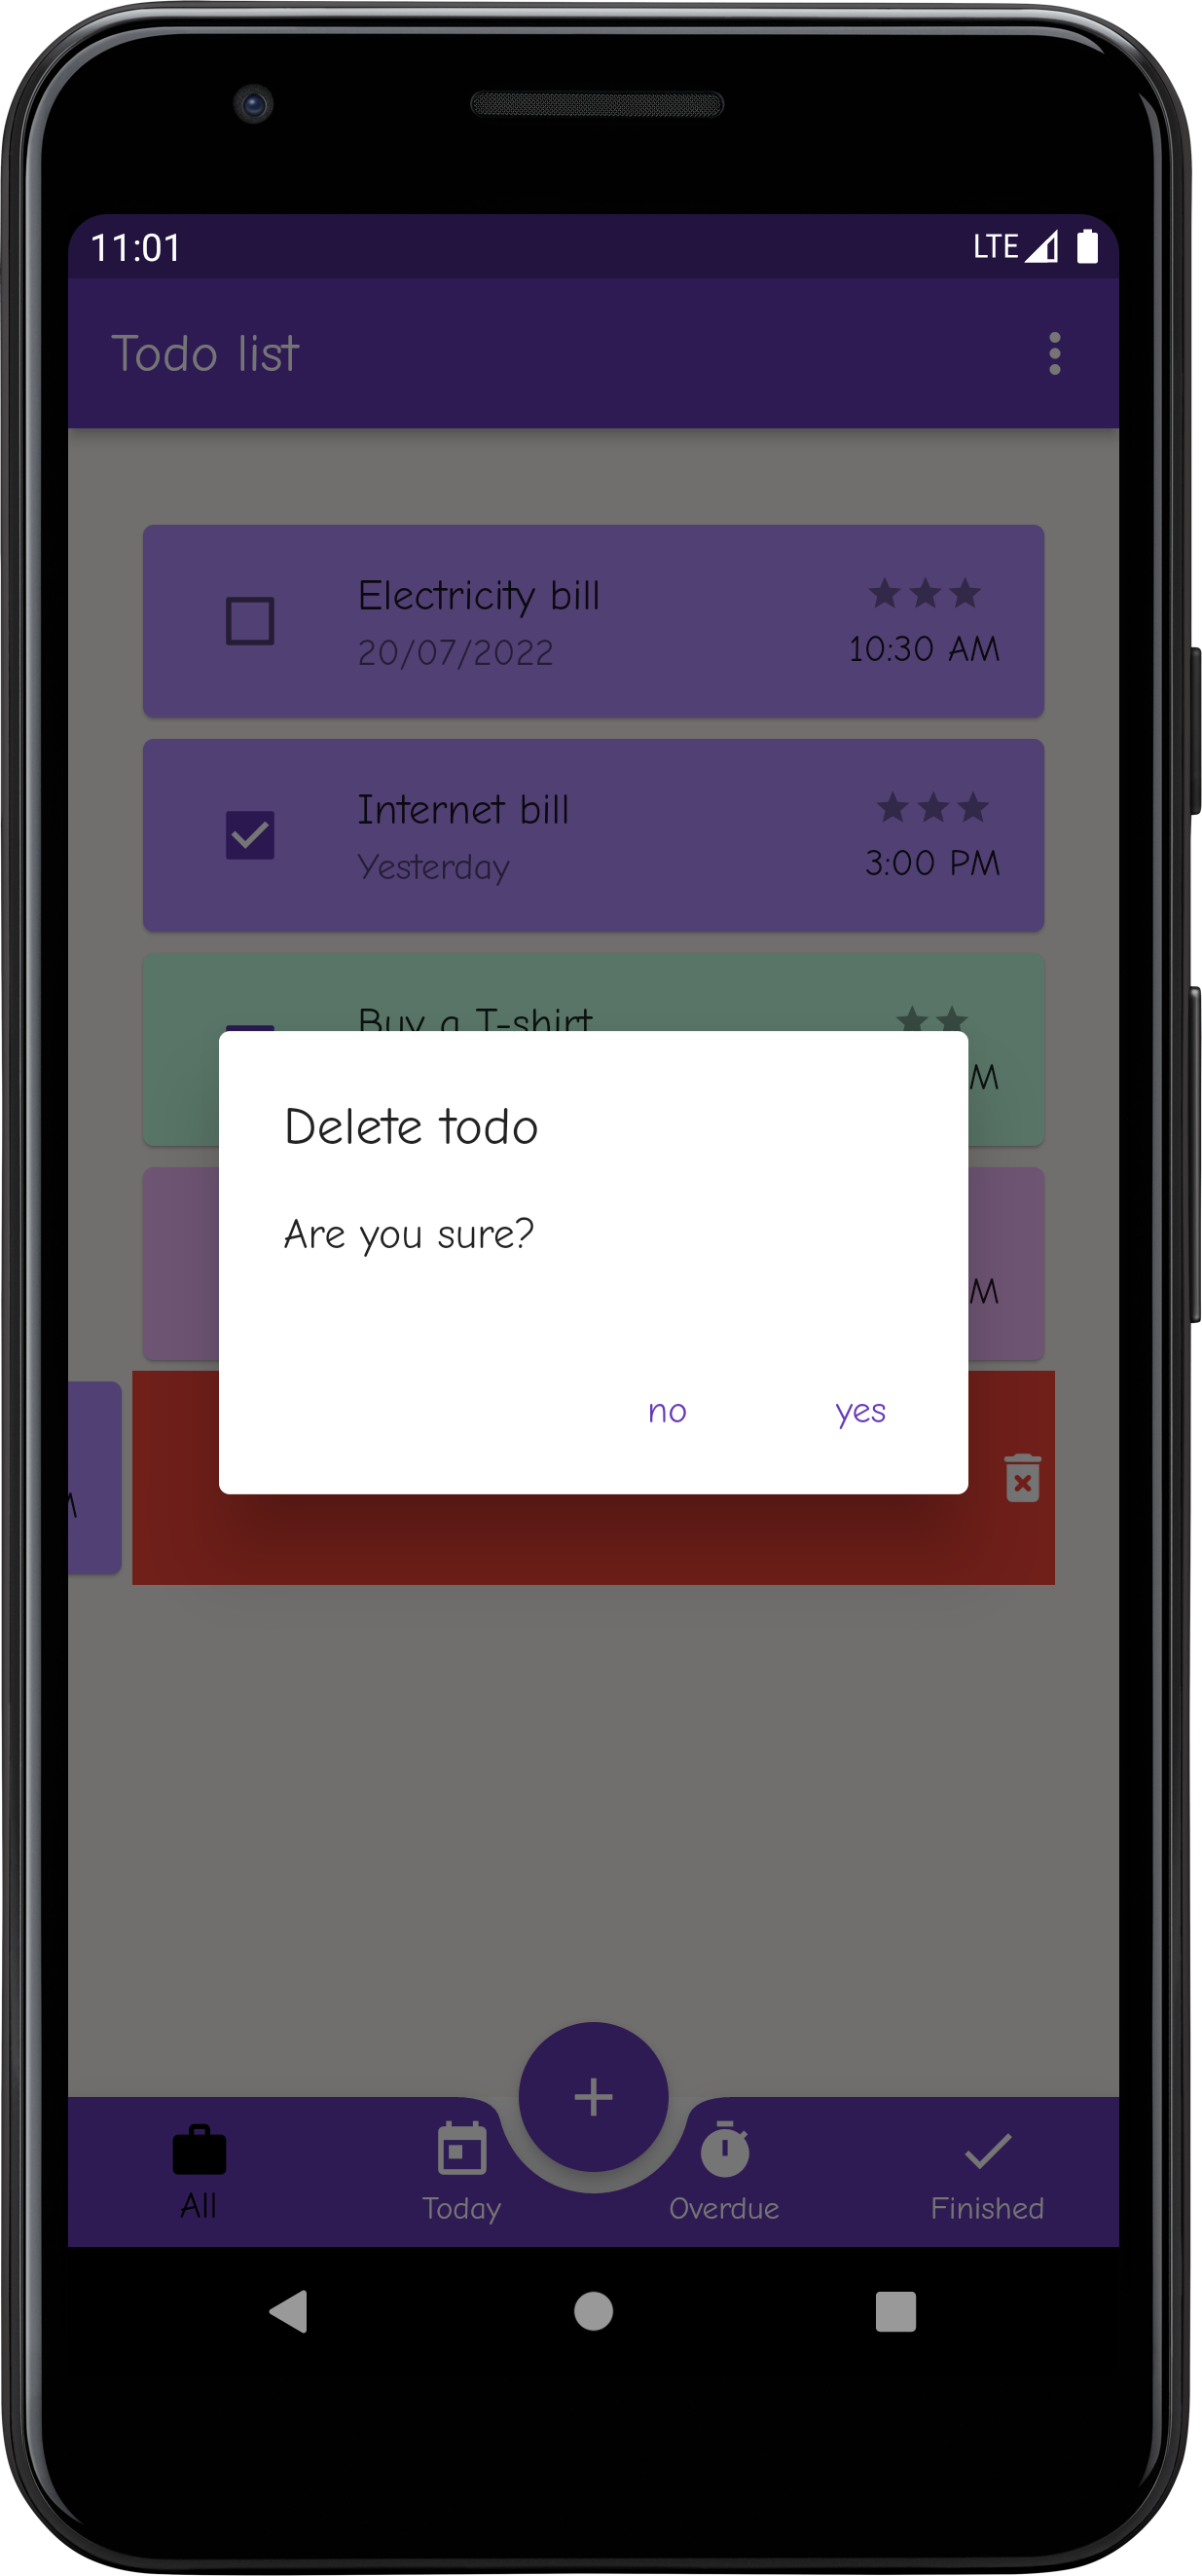 11:01 LTE
Todo list
Electricity bill
20/07/2022
10:30 AM
Internet bill
Yesterday
3:00 PM
Buy a T-shirt
M
Delete todo
Are you sure?
M
no yes
All Today Overdue Finished